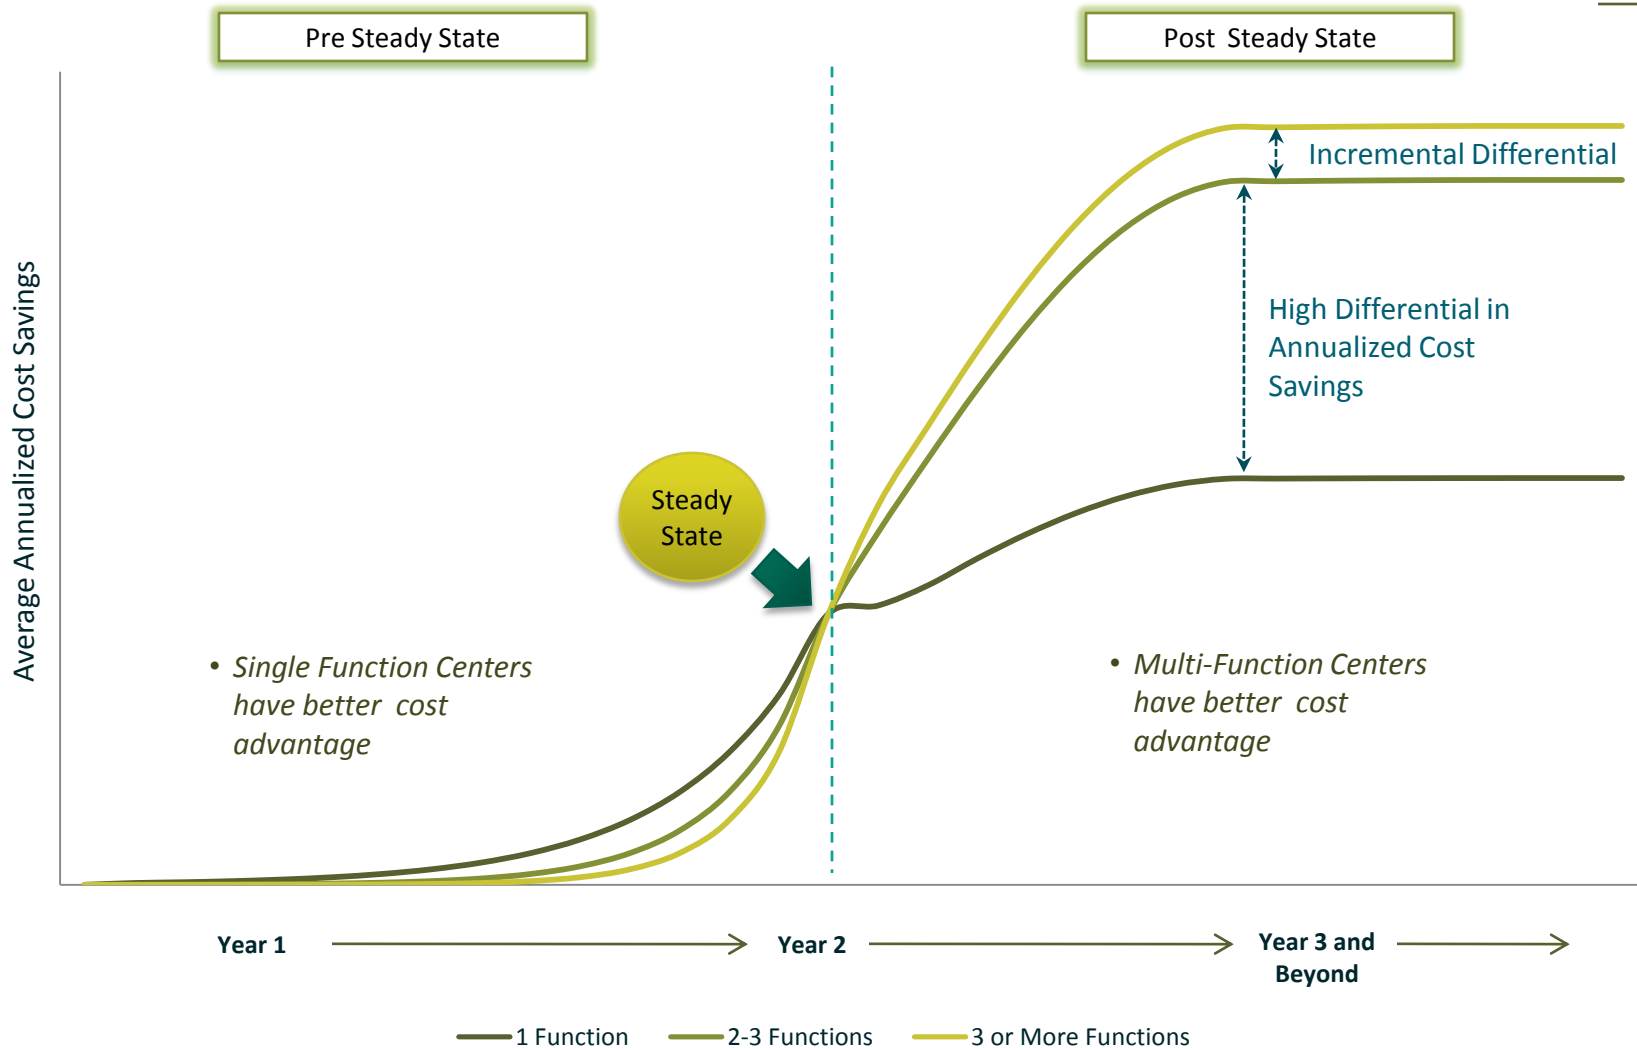 Pre Steady State
Post Steady State
Average Annualized Cost Savings
Incremental Differential
High Differential in
Annualized Cost
Savings
Steady
State
• Single Function Centers
have better cost
advantage
• Multi-Function Centers
have better cost
advantage
Year 1
Year 2
Year 3 and
Beyond
1 Function
2-3 Functions
3 or More Functions